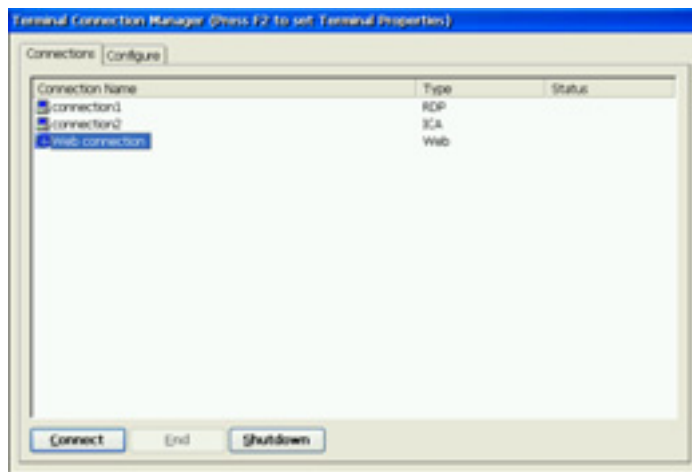 Terminal Connection Manager (Press F2 to set Terminal Properties)
Connections Configure
Connection Name Type Status
connection1 RDP
connection2 ICA
Web connection Web
Connect End Shutdown